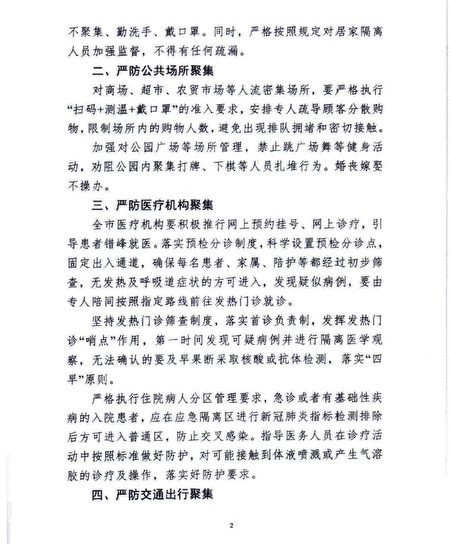 不聚集、勤洗手、戴口罩。同时，严格按照规定对居家隔离
人员加强监督，不得有任何疏漏。
二、严防公共场所聚集
对商场、超市、农贸市场等人流密集场所，要严格执行
“扫码+测温+戴口罩”的准入要求，安排专人疏导顾客分散购
物，限制场所内的购物人数，避免出现排队拥堵和密切接触。
加强对公园广场等场所管理，禁止跳广场舞等健身活
动，劝阻公园内聚集打牌、下棋等人员扎堆行为。婚丧嫁娶
不操办。
三、严防医疗机构聚集
全市医疗机构要积极推行网上预约挂号、网上诊疗，引
导患者错峰就医。落实预检分诊制度，科学设置预检分诊点，
固定出入通道，确保每名患者、家属、陪护等都经过初步筛
查，无发热及呼吸道症状的方可进入，发现疑似病例，要由
专人陪同按照指定路线前往发热门诊就诊。
坚持发热门诊筛查制度，落实首诊负责制，发挥发热门
诊“哨点”作用，第一时间发现可疑病例并进行隔离医学观
察，无法确认的要及早果断采取核酸或抗体检测，落实“四
早”原则。
严格执行住院病人分区管理要求，急诊或者有基础性疾
病的入院患者，应在应急隔离区进行新冠肺炎指标检测排除
后方可进入普通区，防止交叉感染。指导医务人员在诊疗活
动中按照标准做好防护，对可能接触到体液喷溅或产生气溶
胶的诊疗及操作，落实好防护要求。
四、严防交通出行聚集
2